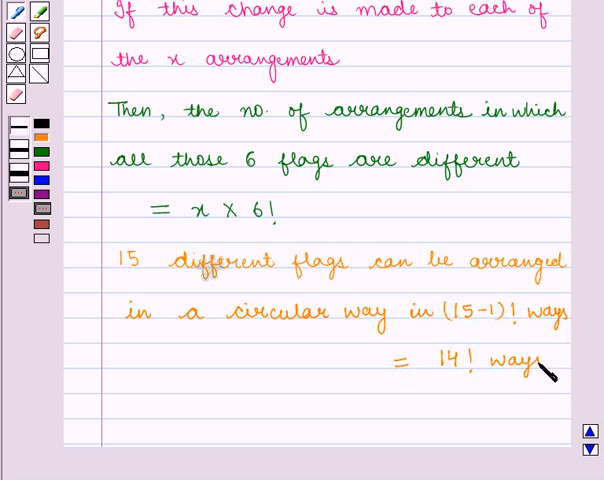 If this change is made to each of
the x arrangements
Then, the no. of arrangements in which
all those 6 flags are different
= x × 6!
15 different flags can be arranged
in a circular way in (15-1)! ways
= 14! ways